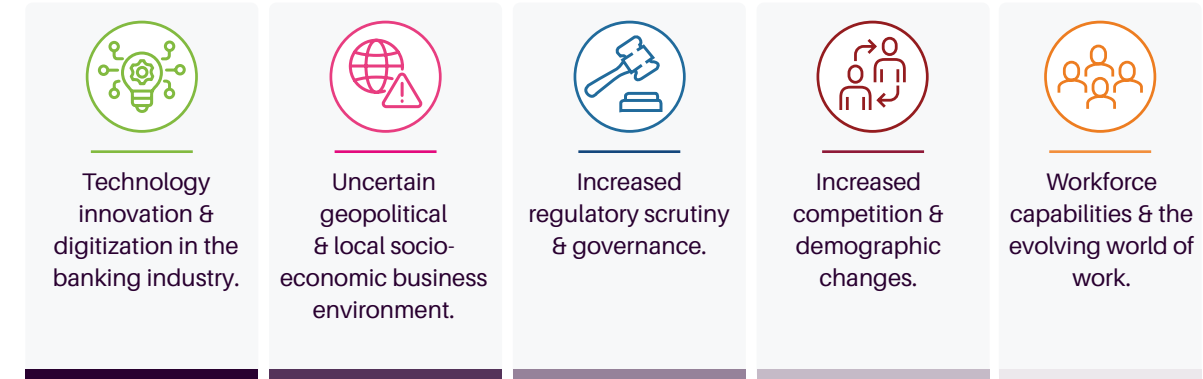 Technology
innovation &
digitization in the
banking industry.
Uncertain
geopolitical
& local socio-
economic business
environment.
Increased
regulatory scrutiny
& governance.
Increased
competition &
demographic
changes.
Workforce
capabilities & the
evolving world of
work.